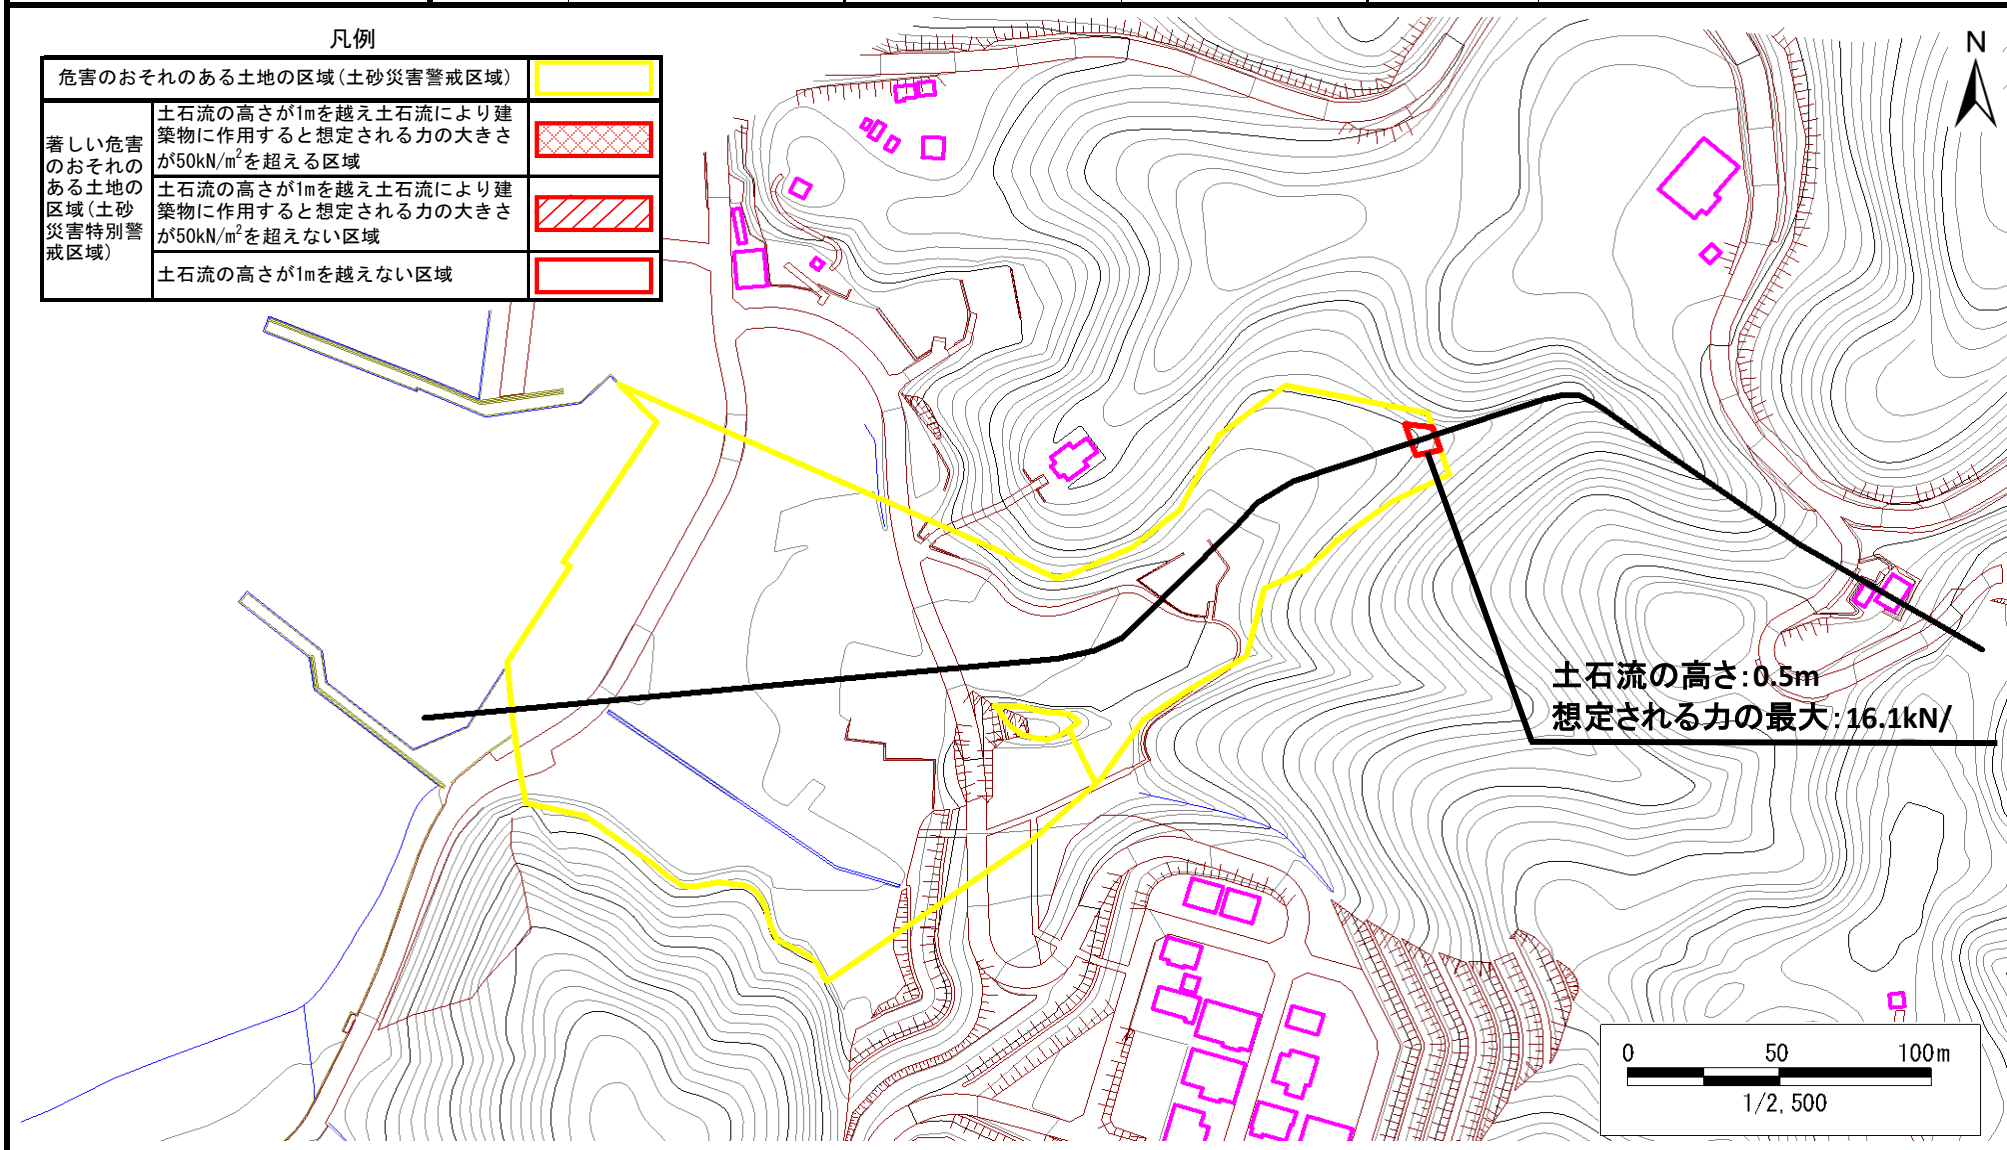 凡例
危害のおそれのある土地の区域(土砂災害警戒区域)
著しい危害
のおそれの
ある土地の
区域(土砂
災害特別警
戒区域)
土石流の高さが1mを越え土石流により建
築物に作用すると想定される力の大きさ
が50kN/m²を超える区域
土石流の高さが1mを越え土石流により建
築物に作用すると想定される力の大きさ
が50kN/m²を超えない区域
土石流の高さが1mを越えない区域
N
土石流の高さ:0.5m
想定される力の最大:16.1kN/
0 50 100m
1/2,500